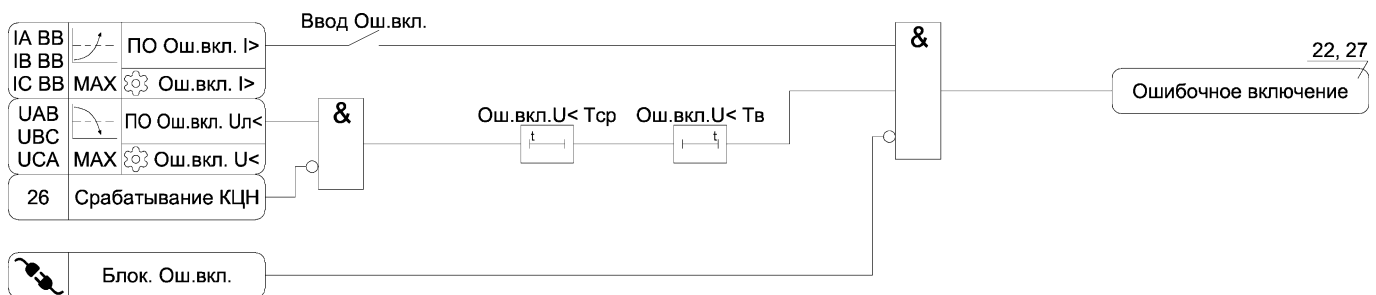 Ввод Ош.вкл.
IA ВВ
IB ВВ
IC ВВ
MAX
ПО Ош.вкл. I>
Ош.вкл. I>
UAB
UBC
UCA
MAX
ПО Ош.вкл. Uл<
Ош.вкл. U<
26
Срабатывание КЦН
&
Ош.вкл.U< Тср
t
Ош.вкл.U< Тв
t
&
22, 27
Ошибочное включение
Блок. Ош.вкл.